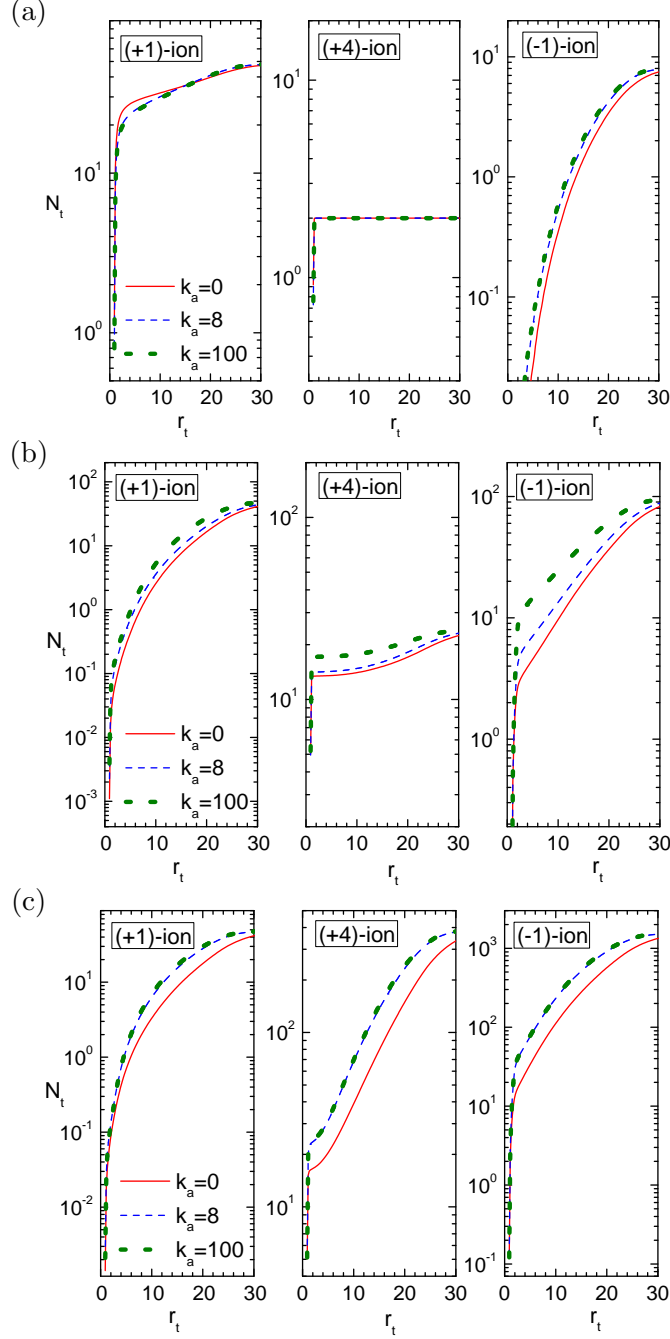 (a)
(+1)-ion (+4)-ion (-1)-ion
10^1 10^0
10^1 10^0
10^1 10^0 10^-1
N_t
k_a=0
k_a=8
k_a=100
0 10 20 30 0 10 20 30 0 10 20 30
r_t r_t r_t
(b)
(+1)-ion (+4)-ion (-1)-ion
10^2 10^1 10^0 10^-1 10^-2 10^-3
10^2 10^1
10^2 10^1 10^0
N_t
k_a=0
k_a=8
k_a=100
0 10 20 30 0 10 20 30 0 10 20 30
r_t r_t r_t
(c)
(+1)-ion (+4)-ion (-1)-ion
10^1 10^0 10^-1 10^-2
10^2 10^1
10^3 10^2 10^1 10^0 10^-1
N_t
k_a=0
k_a=8
k_a=100
0 10 20 30 0 10 20 30 0 10 20 30
r_t r_t r_t